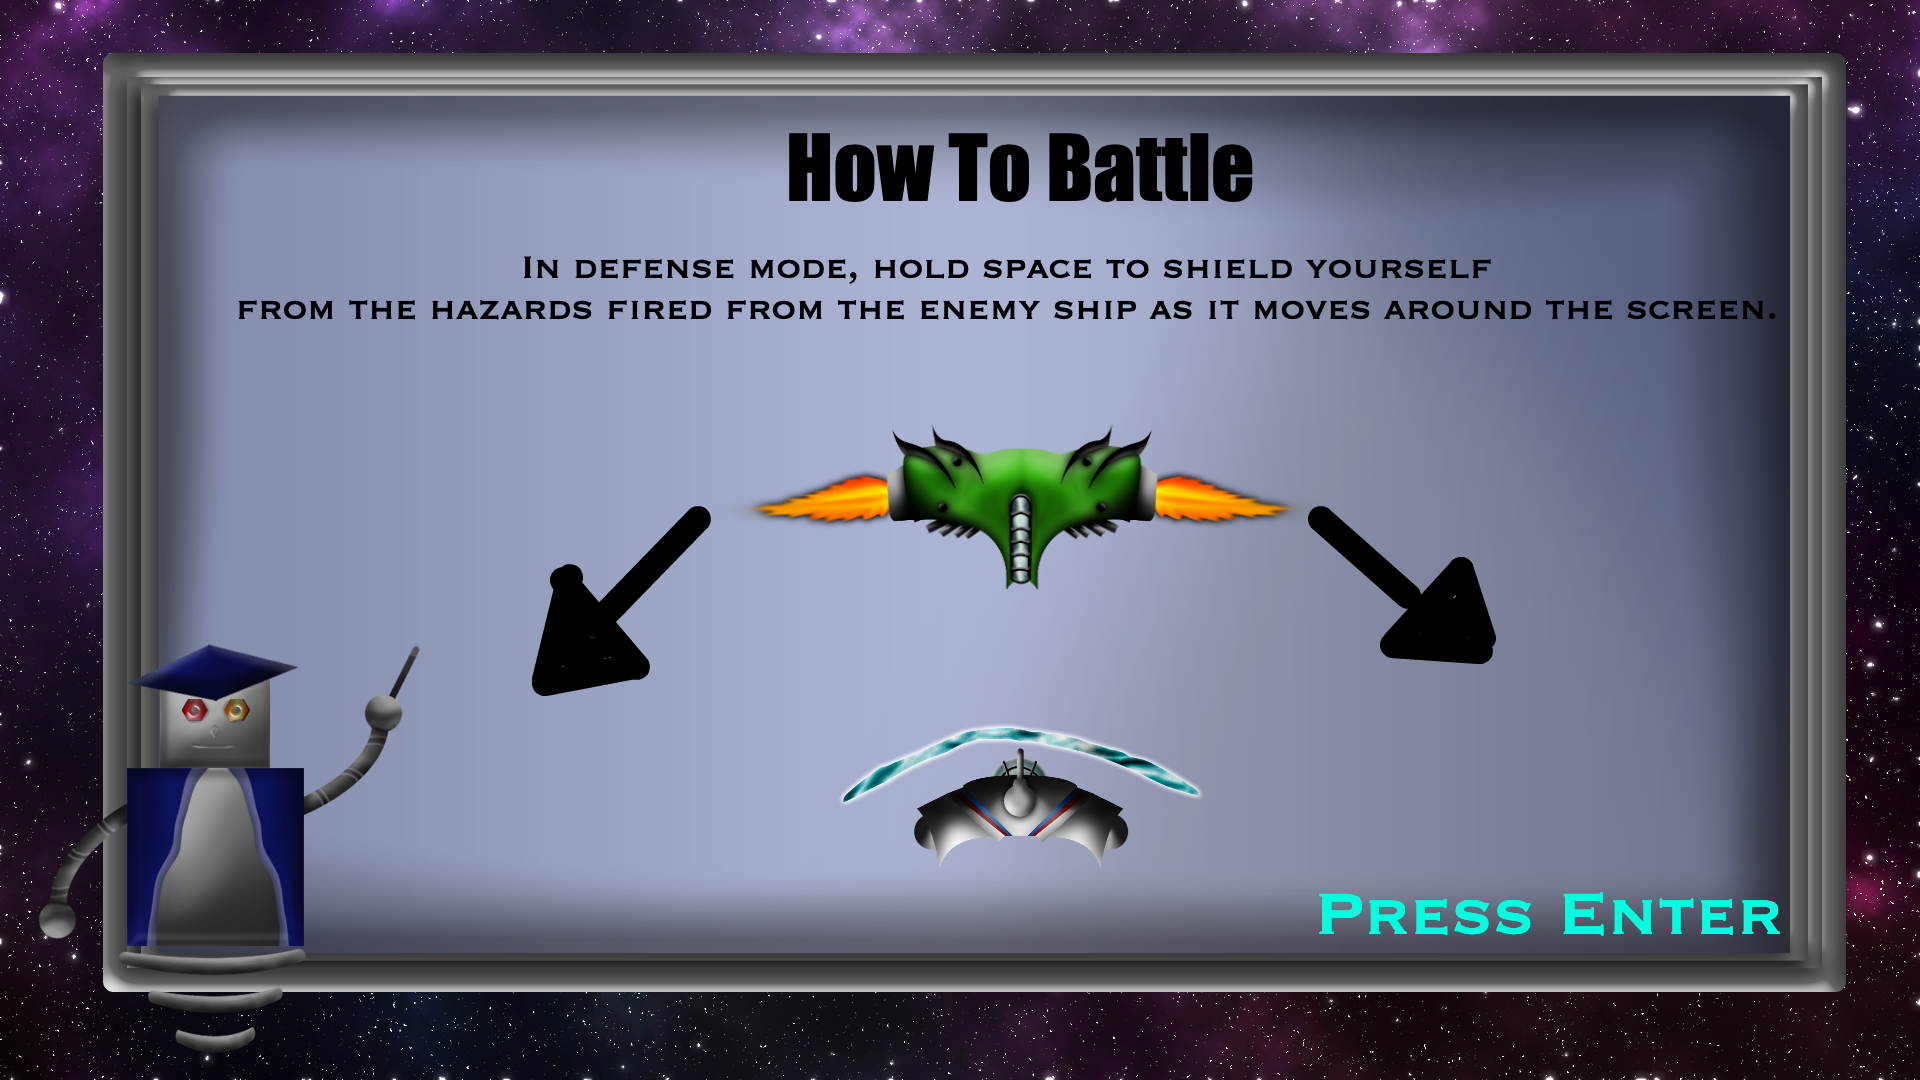 How To Battle
In defense mode, hold space to shield yourself
from the hazards fired from the enemy ship as it moves around the screen.
Press Enter